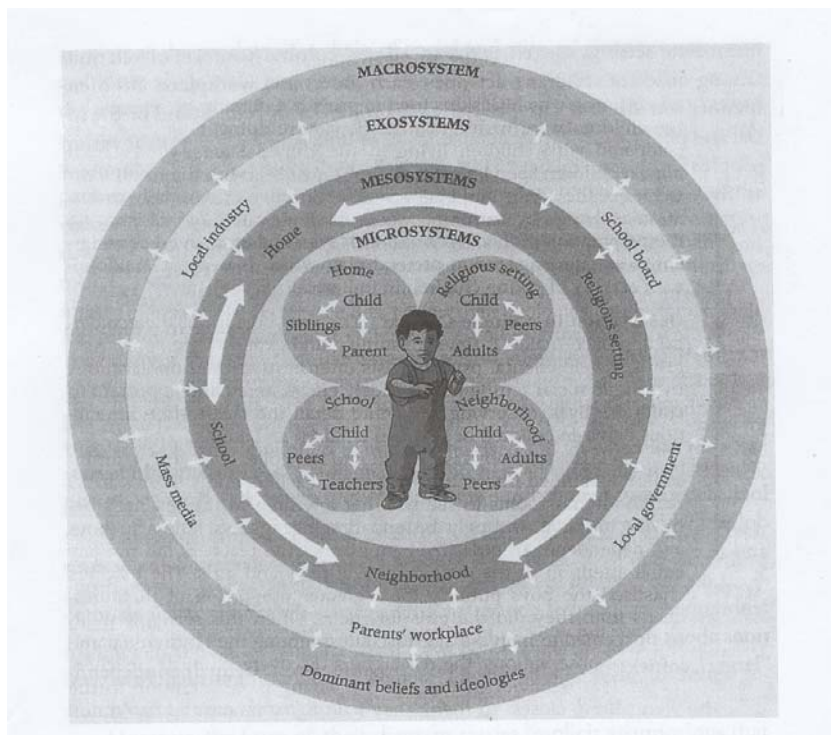 MACROSYSTEM
EXOSYSTEMS
MESOSYSTEMS
MICROSYSTEMS
Local industry
Home
School board
Religious setting
Home
Child
Siblings
Parent
Religious setting
Child
Peers
Adults
School
Child
Peers
Teachers
Neighborhood
Child
Adults
Peers
School
Mass media
Local government
Neighborhood
Parents' workplace
Dominant beliefs and ideologies